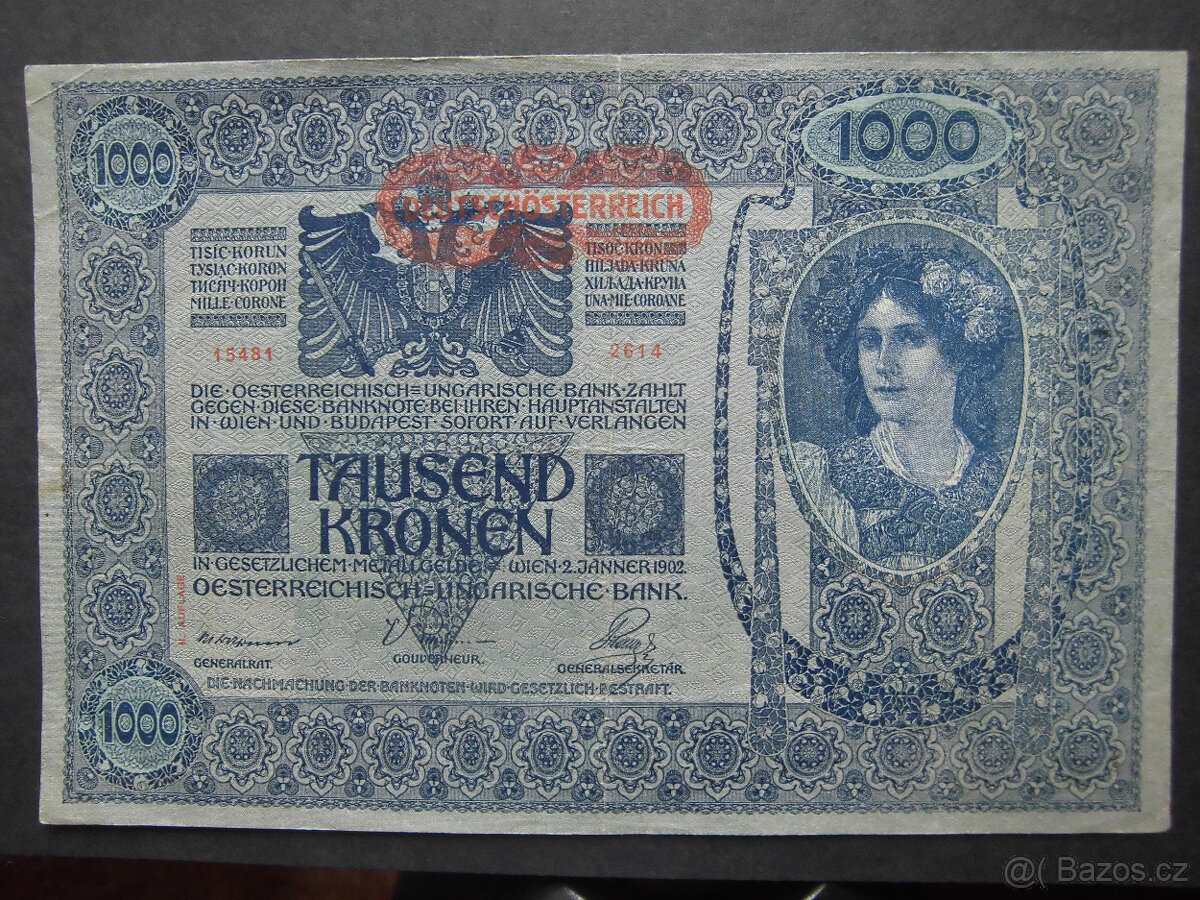 1000
1000
DEUTSCHÖSTERREICH
TISÍC·KORUN
TYSIĄC·KORON
ТИСЯЧ·КОРОН
MILLE·CORONE
TISOČ·KRON
HILJADA·KRUNA
ХИЉАДА·КРУНА
UNA·MIE·COROANE
15481
2614
DIE·OESTERREICHISCH=UNGARISCHE·BANK·ZAHLT
GEGEN·DIESE·BANKNOTE·BEI·IHREN·HAUPTANSTALTEN
IN·WIEN·UND·BUDAPEST·SOFORT·AUF·VERLANGEN
TAUSEND
KRONEN
IN·GESETZLICHEM·METALLGELDE·WIEN·2.JÄNNER 1902.
OESTERREICHISCH=UNGARISCHE·BANK.
II. AUFLAGE
GENERALRAT.
GOUVERNEUR.
GENERALSEKRETÄR.
DIE·NACHMACHUNG·DER·BANKNOTEN·WIRD·GESETZLICH·BESTRAFT.
1000
@( Bazos.cz